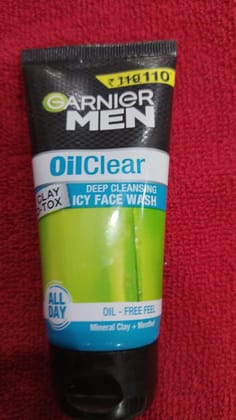 ₹ 119 110
GARNIER
MEN
OilClear
CLAY
D-TOX
DEEP CLEANSING
ICY FACE WASH
ALL
DAY
OIL - FREE FEEL
Mineral Clay + Menthol